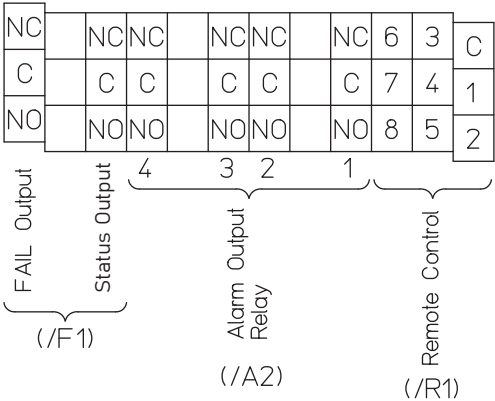 NC NC NC NC NC NC 6 3 C
C C C C C C 7 4 1
NO NO NO NO NO NO 8 5 2
4 3 2 1
FAIL Output
Status Output
Alarm Output
Relay
Remote Control
(/F1)
(/A2)
(/R1)